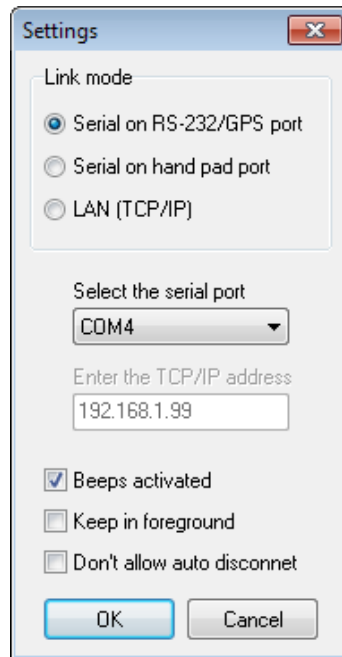 Settings
Link mode
Serial on RS-232/GPS port
Serial on hand pad port
LAN (TCP/IP)
Select the serial port
COM4
Enter the TCP/IP address
192.168.1.99
Beeps activated
Keep in foreground
Don't allow auto disconnet
OK Cancel